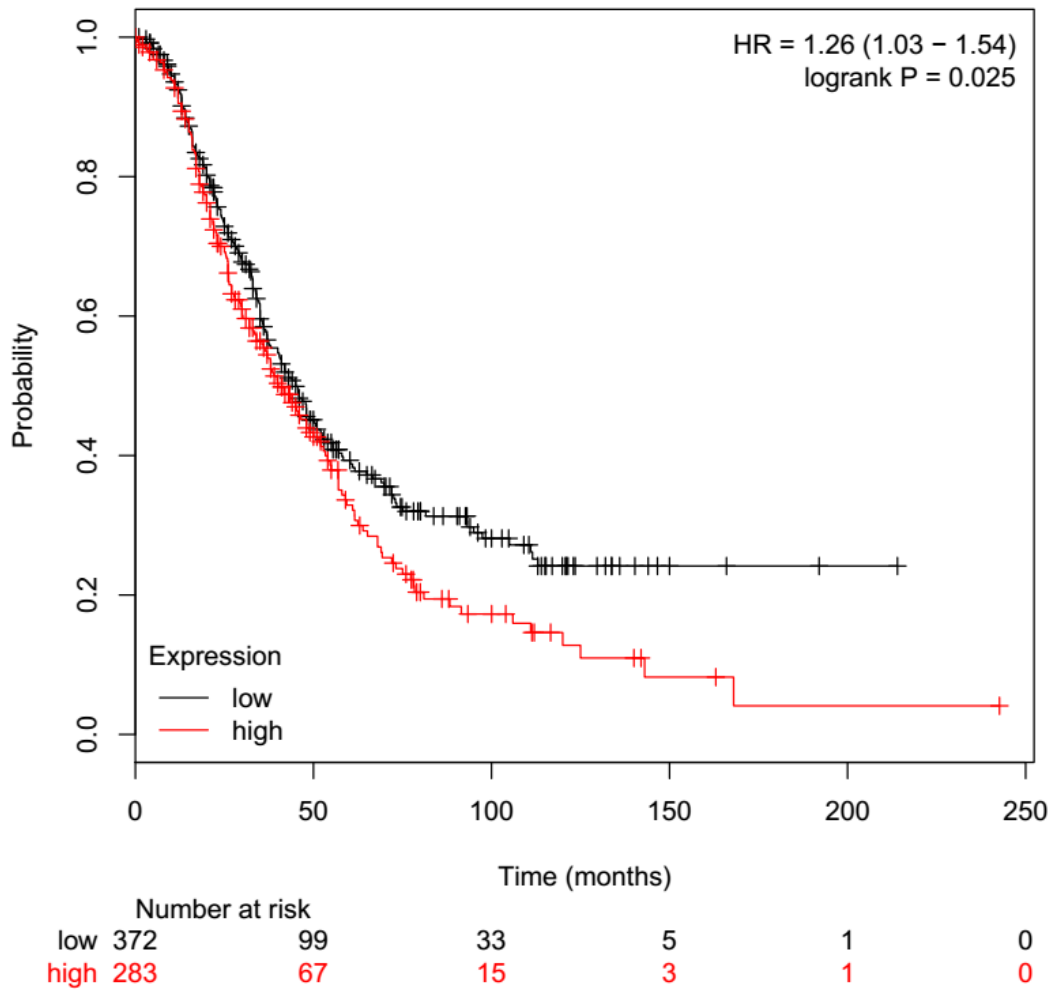 HR = 1.26 (1.03 − 1.54)
logrank P = 0.025
Probability
1.0
0.8
0.6
0.4
0.2
0.0
Expression
low
high
0 50 100 150 200 250
Time (months)
Number at risk
low 372 99 33 5 1 0
high 283 67 15 3 1 0